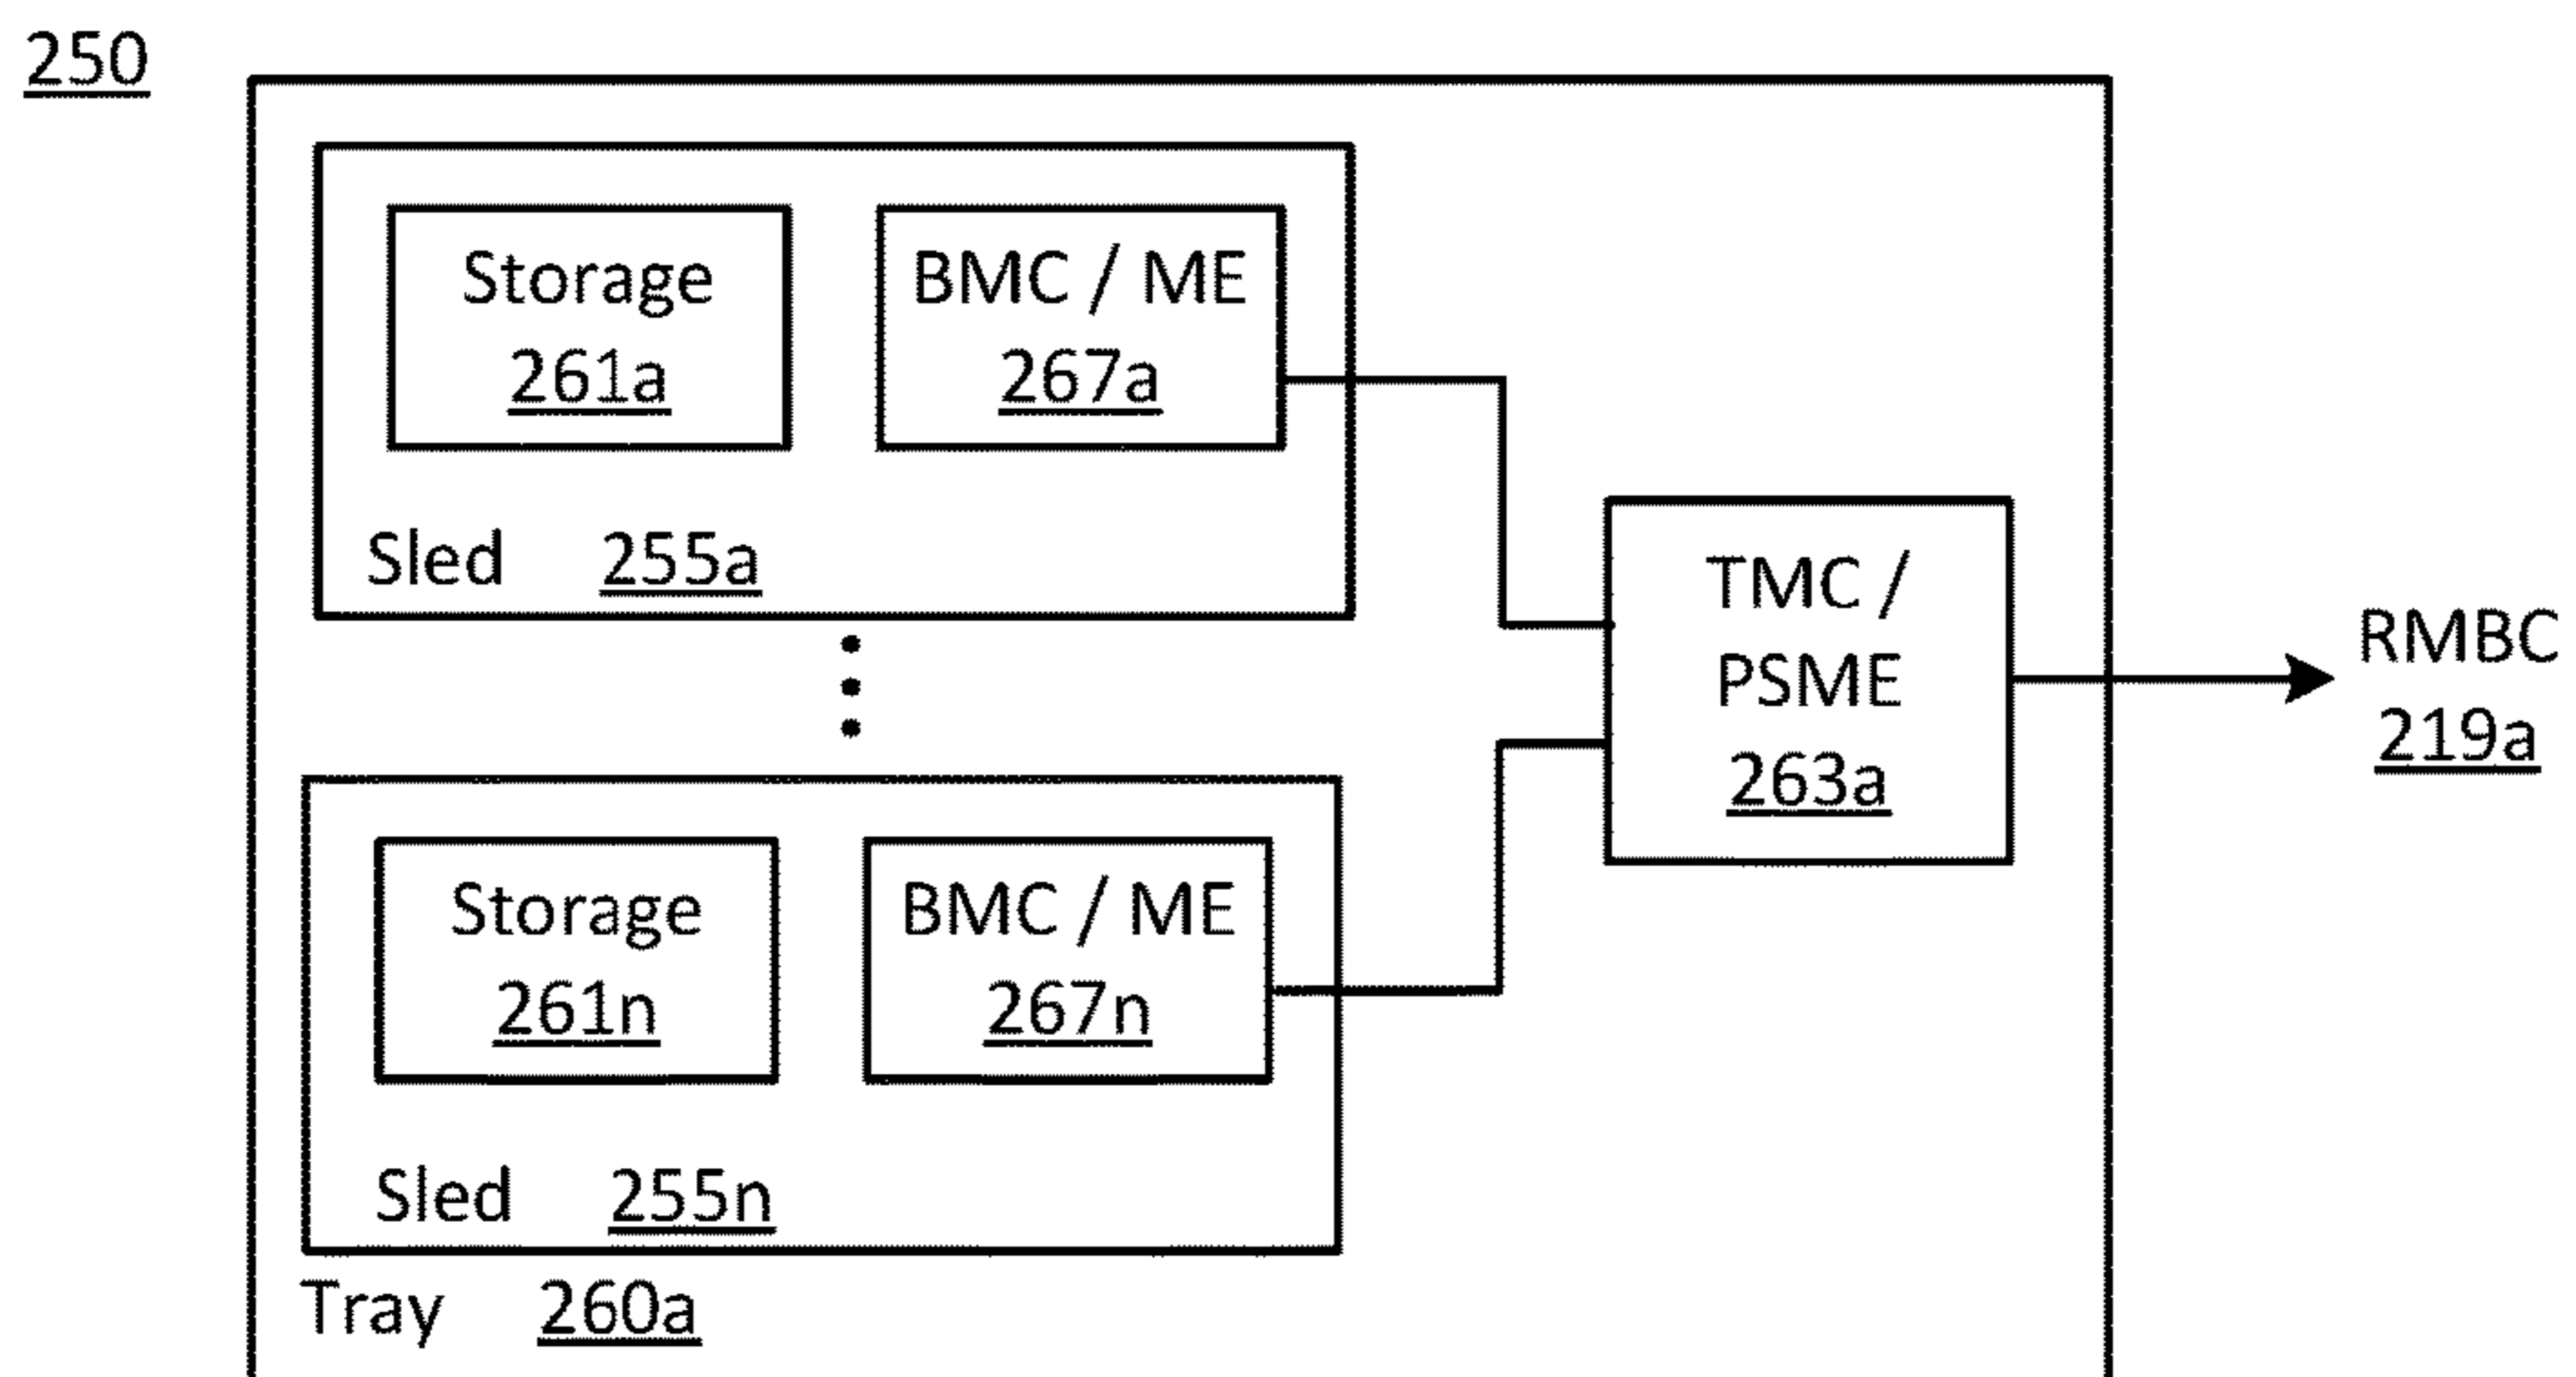 250
Storage
261a
BMC / ME
267a
Sled 255a
TMC /
PSME
263a
RMBC
219a
Storage
261n
BMC / ME
267n
Sled 255n
Tray 260a